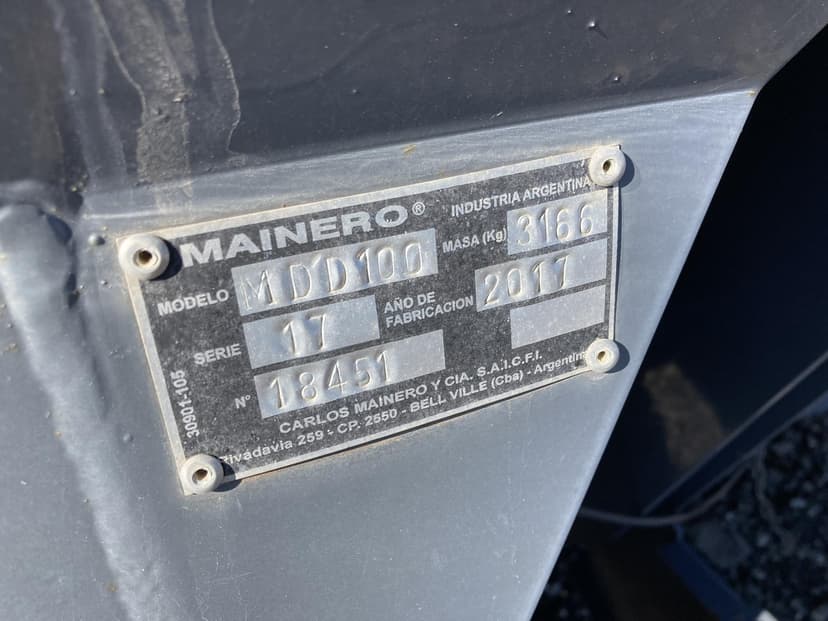 MAINERO® INDUSTRIA ARGENTINA
MODELO MDD100 MASA (Kg) 3166
SERIE 17 AÑO DE FABRICACION 2017
N° 18451
CARLOS MAINERO Y CIA. S.A.I.C.F.I.
Rivadavia 259 - CP. 2550 - BELL VILLE (Cba) - Argentina
30901-105